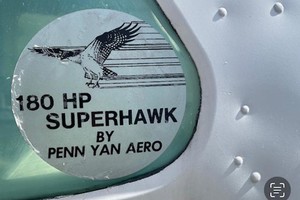 180 HP
SUPERHAWK
BY
PENN YAN AERO